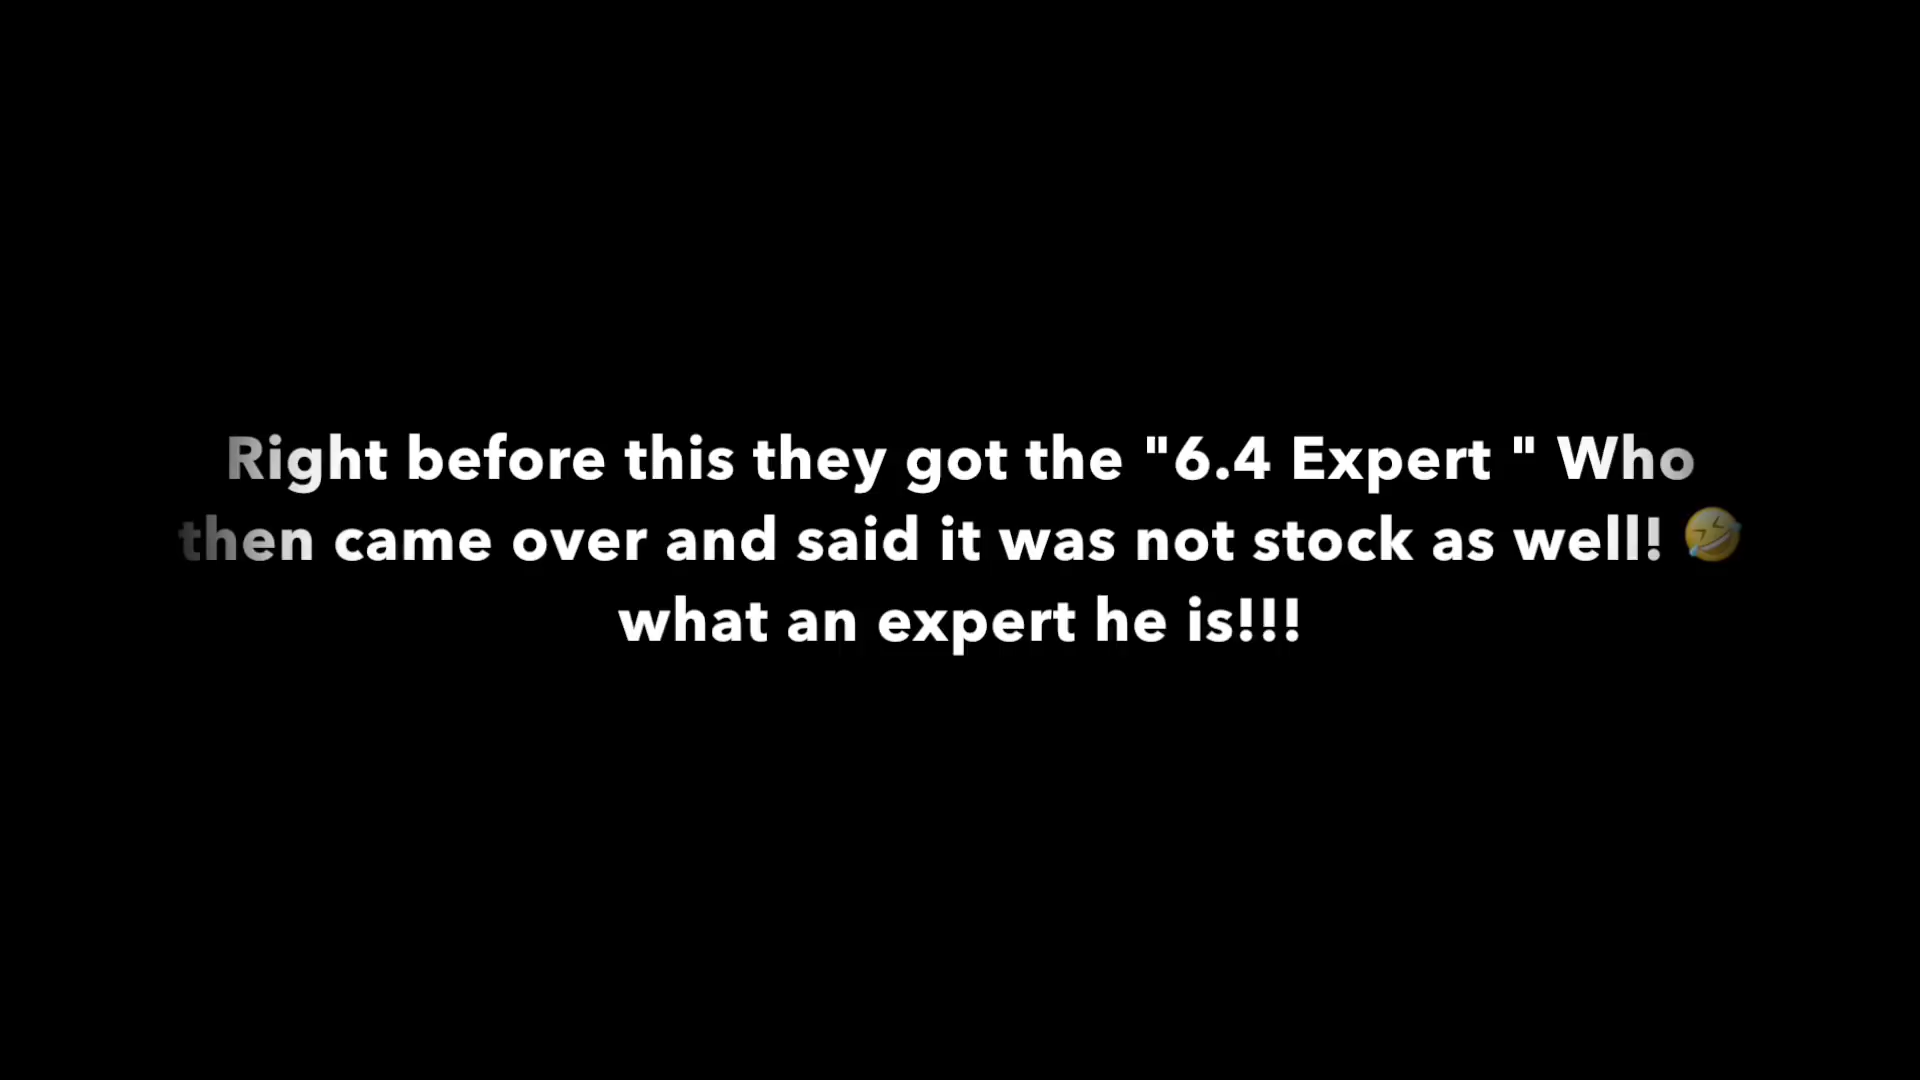 Right before this they got the "6.4 Expert " Who
then came over and said it was not stock as well! 🤣
what an expert he is!!!